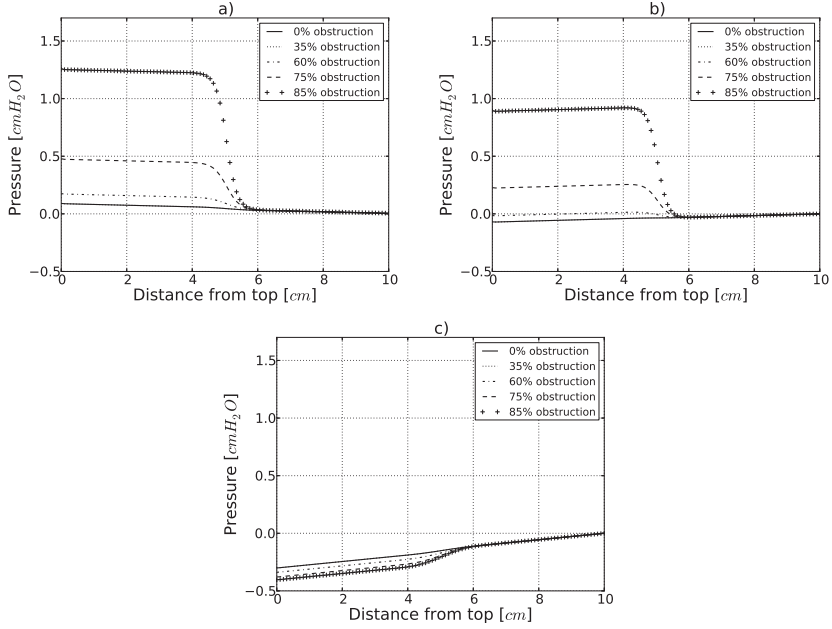 a)
1.5
1.0
0.5
0.0
−0.5
0 2 4 6 8 10
Pressure [cmH2O]
Distance from top [cm]
0% obstruction
35% obstruction
60% obstruction
75% obstruction
85% obstruction
b)
1.5
1.0
0.5
0.0
−0.5
0 2 4 6 8 10
Pressure [cmH2O]
Distance from top [cm]
0% obstruction
35% obstruction
60% obstruction
75% obstruction
85% obstruction
c)
1.5
1.0
0.5
0.0
−0.5
0 2 4 6 8 10
Pressure [cmH2O]
Distance from top [cm]
0% obstruction
35% obstruction
60% obstruction
75% obstruction
85% obstruction